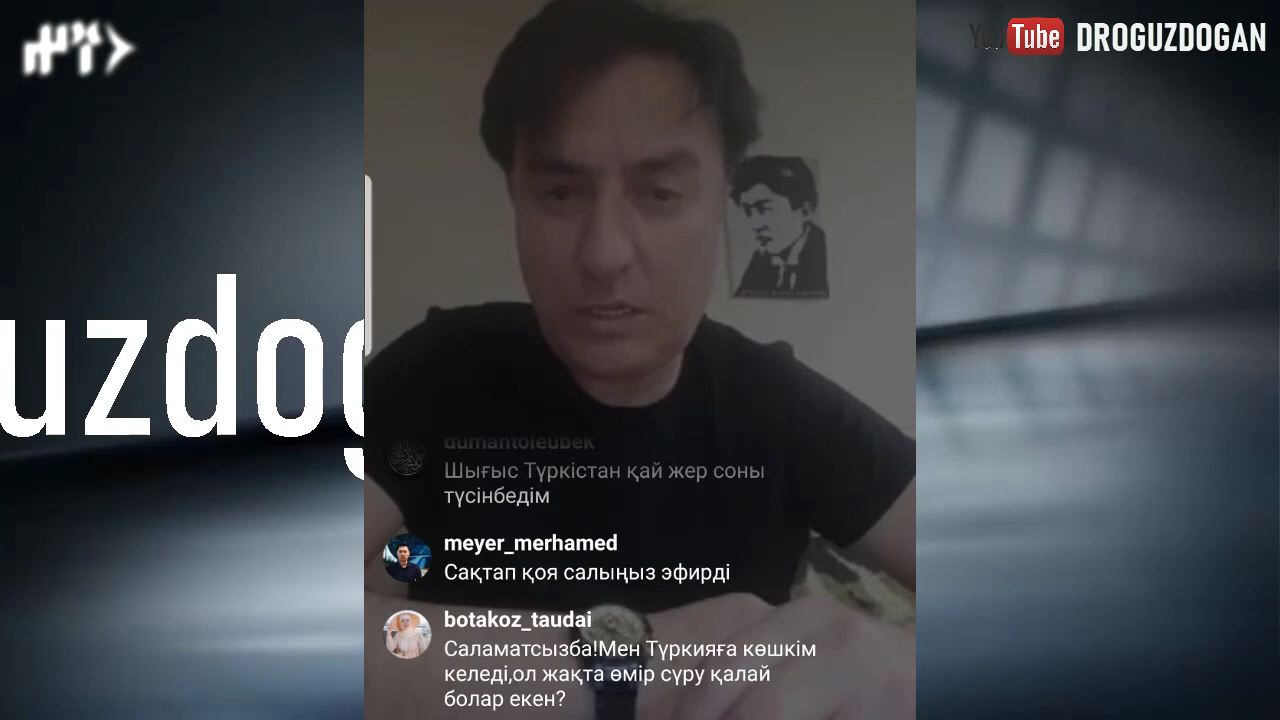 YouTube DROGUZDOGAN
uzdog
dumantoleubek
Шығыс Түркістан қай жер соны
түсінбедім
meyer_merhamed
Сақтап қоя салыңыз эфирді
botakoz_taudai
Саламатсызба!Мен Түркияға көшкім
келеді,ол жақта өмір сүру қалай
болар екен?